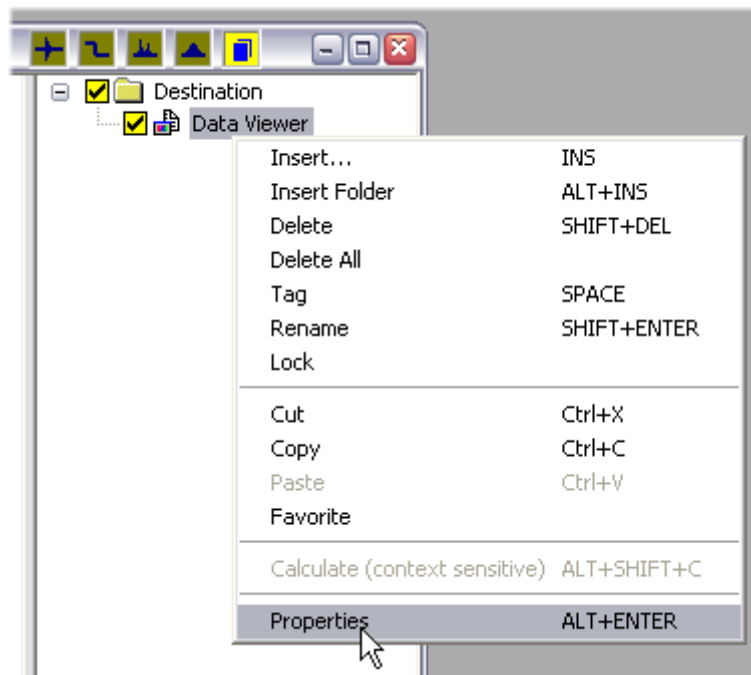 Destination
Data Viewer
Insert... INS
Insert Folder ALT+INS
Delete SHIFT+DEL
Delete All
Tag SPACE
Rename SHIFT+ENTER
Lock
Cut Ctrl+X
Copy Ctrl+C
Paste Ctrl+V
Favorite
Calculate (context sensitive) ALT+SHIFT+C
Properties ALT+ENTER